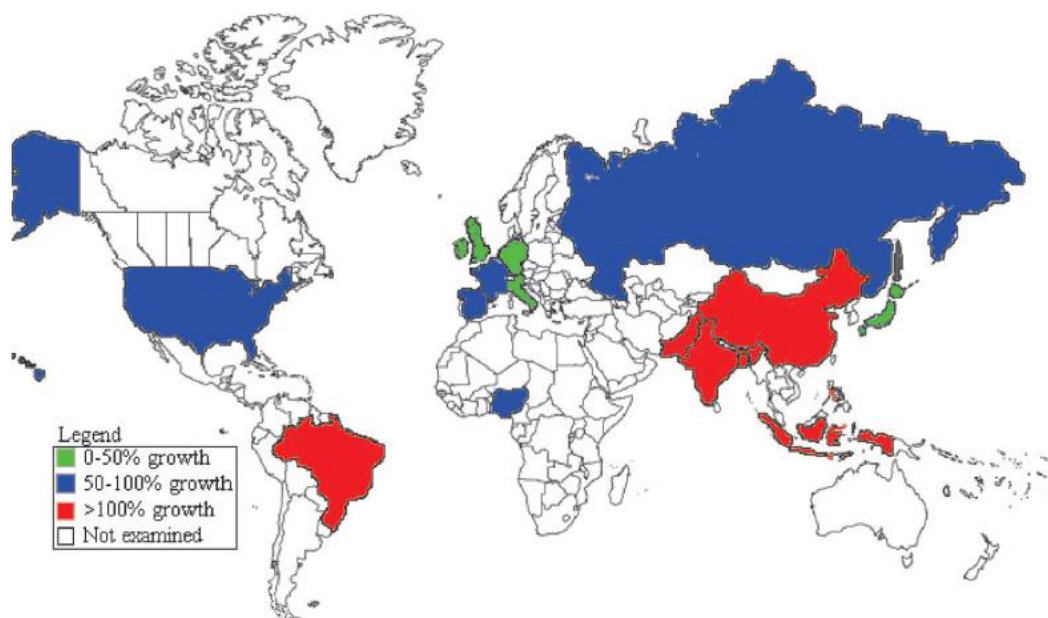 Legend
0-50% growth
50-100% growth
>100% growth
Not examined